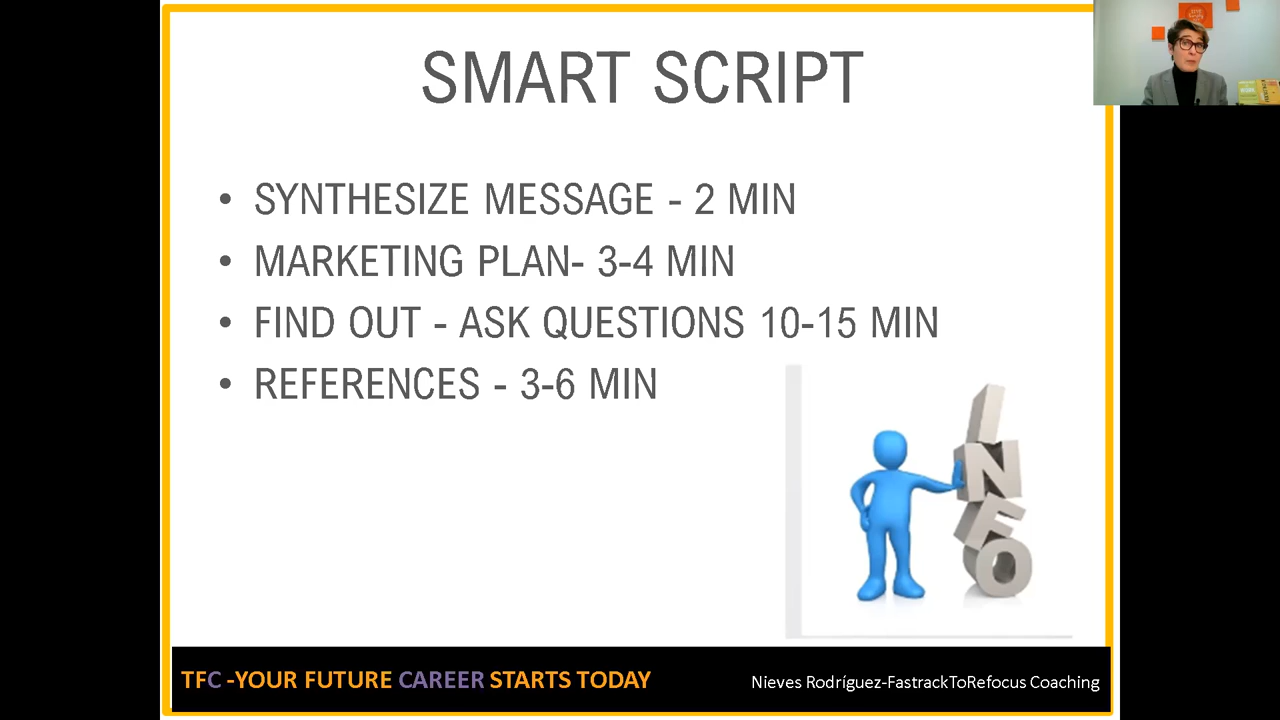 SMART SCRIPT
• SYNTHESIZE MESSAGE - 2 MIN
• MARKETING PLAN- 3-4 MIN
• FIND OUT - ASK QUESTIONS 10-15 MIN
• REFERENCES - 3-6 MIN
INFO
TFC -YOUR FUTURE CAREER STARTS TODAY
Nieves Rodríguez-FastrackToRefocus Coaching